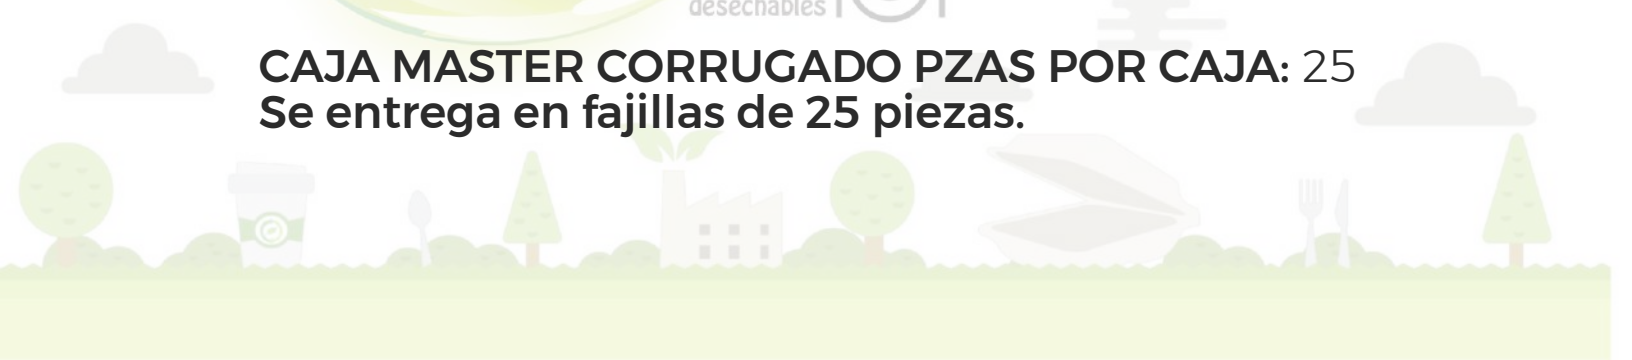 desechables
CAJA MASTER CORRUGADO PZAS POR CAJA: 25
Se entrega en fajillas de 25 piezas.